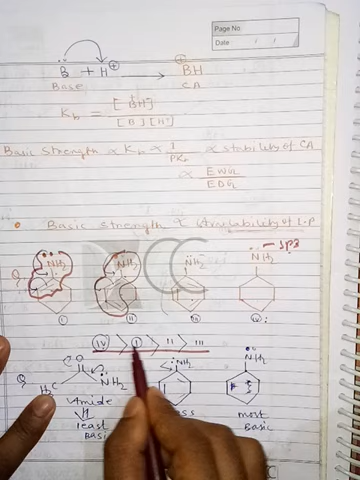 Page No.
Date / /
B̈ + H⊕ → B⊕H
Base CA
Kb = [BH⁺] / [B][H⁺]
Basic Strength ∝ Kb ∝ 1/PKb ∝ stability of CA
∝ EWG/EDG
• Basic strength ∝ Availability of L.P
Q. NH₂ NH₂ NH₂ NH₂ - sp3
I II III IV
IV > I > II > III
Q H₃C O NH₂ NH₂ NH₂
Amide most
least Basic
Basic